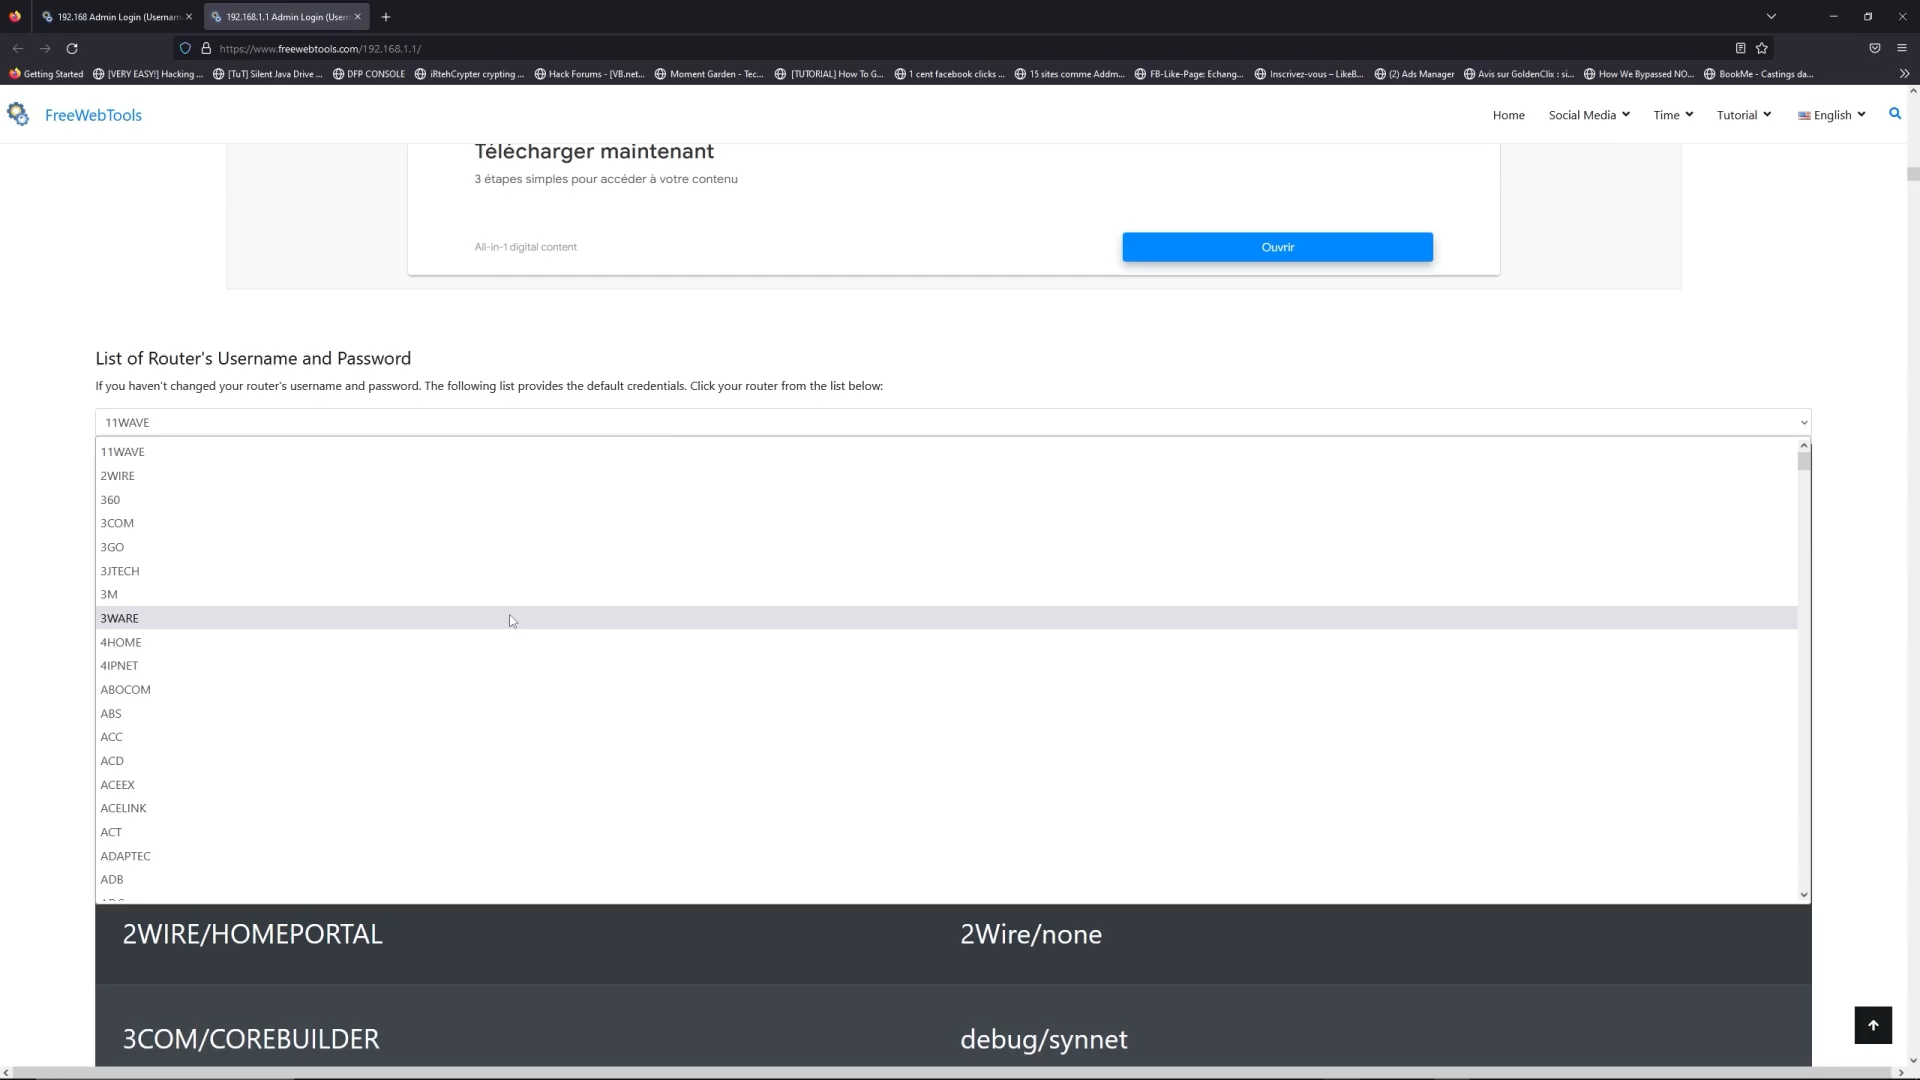 192.168 Admin Login (Usernam
192.168.1.1 Admin Login (User
https://www.freewebtools.com/192.168.1.1/
Getting Started
[VERY EASY!] Hacking ...
[TuT] Silent Java Drive ...
DFP CONSOLE
iRtehCrypter crypting ...
Hack Forums - [VB.net...
Moment Garden - Tec...
[TUTORIAL] How To G...
1 cent facebook clicks ...
15 sites comme Addm...
FB-Like-Page: Echang...
Inscrivez-vous – LikeB...
(2) Ads Manager
Avis sur GoldenClix : si...
How We Bypassed NO...
BookMe - Castings da...
FreeWebTools
Home
Social Media
Time
Tutorial
English
Télécharger maintenant
3 étapes simples pour accéder à votre contenu
All-in-1 digital content
Ouvrir
List of Router's Username and Password
If you haven't changed your router's username and password. The following list provides the default credentials. Click your router from the list below:
11WAVE
11WAVE
2WIRE
360
3COM
3GO
3JTECH
3M
3WARE
4HOME
4IPNET
ABOCOM
ABS
ACC
ACD
ACEEX
ACELINK
ACT
ADAPTEC
ADB
2WIRE/HOMEPORTAL
2Wire/none
3COM/COREBUILDER
debug/synnet